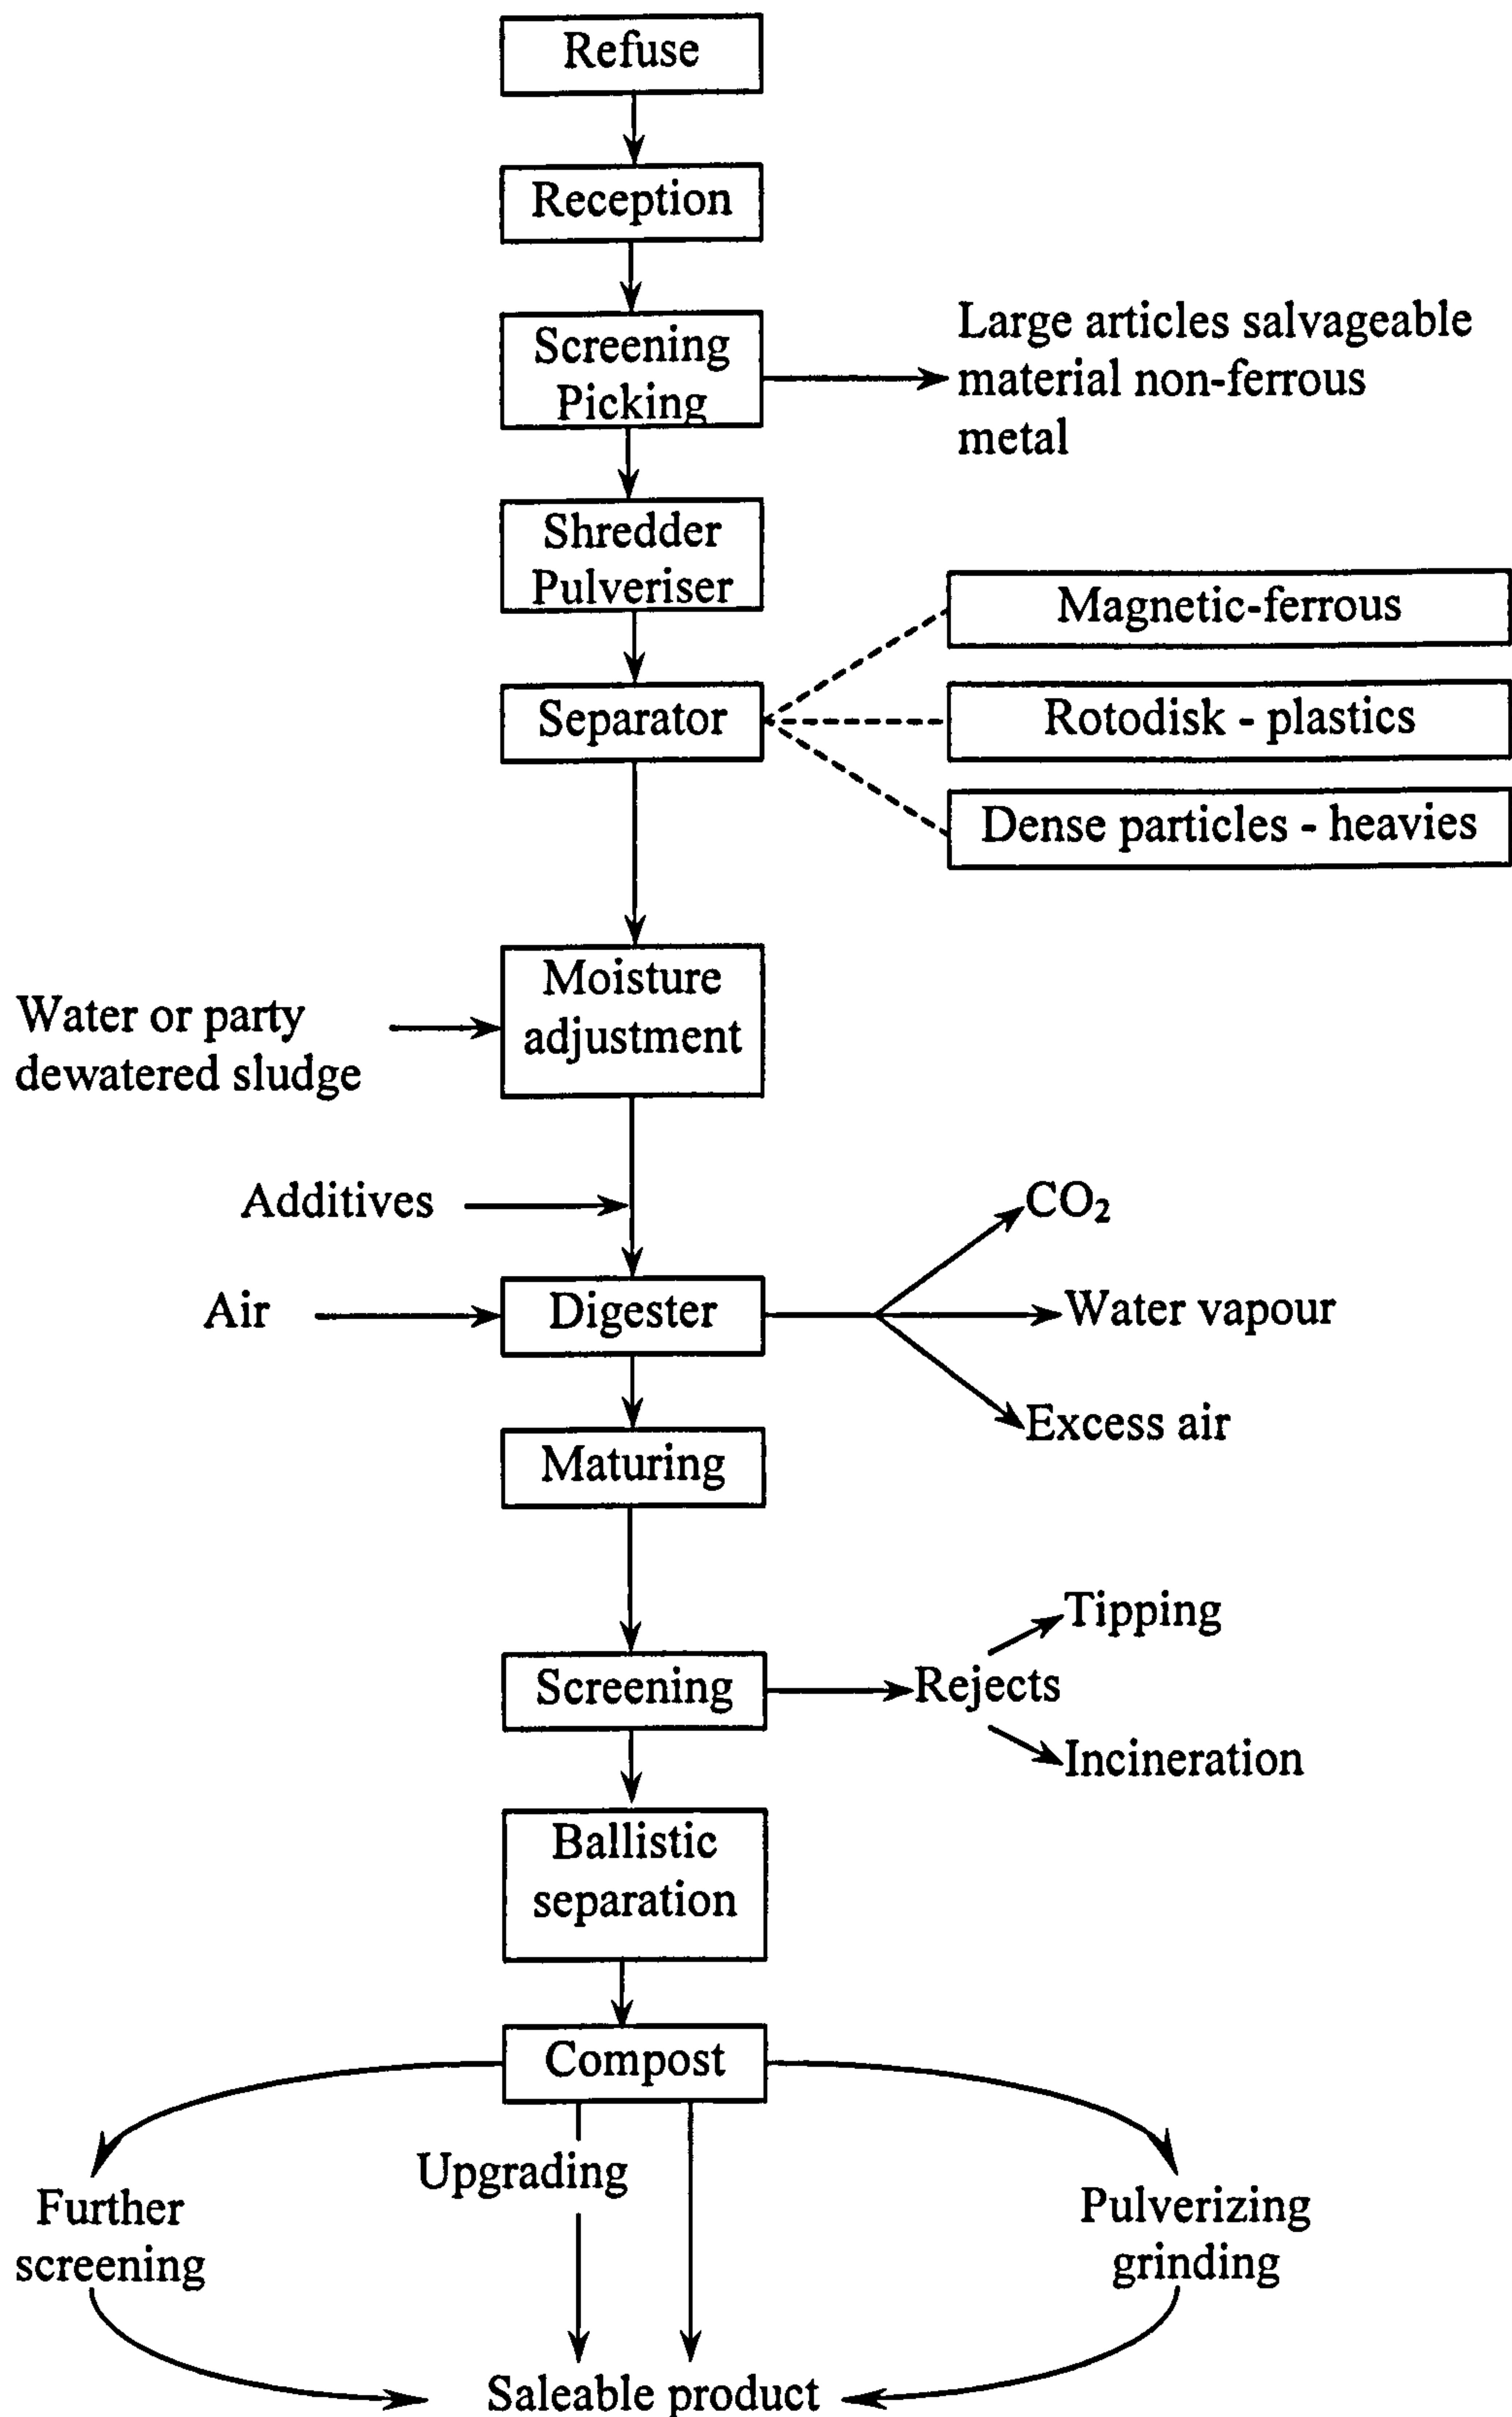 Refuse
Reception
Screening
Picking
Large articles salvageable
material non-ferrous
metal
Shredder
Pulveriser
Magnetic-ferrous
Separator
Rotodisk - plastics
Dense particles - heavies
Moisture
adjustment
Water or party
dewatered sludge
Additives
CO₂
Air
Digester
Water vapour
Excess air
Maturing
Tipping
Screening
Rejects
Incineration
Ballistic
separation
Compost
Upgrading
Further
screening
Pulverizing
grinding
Saleable product